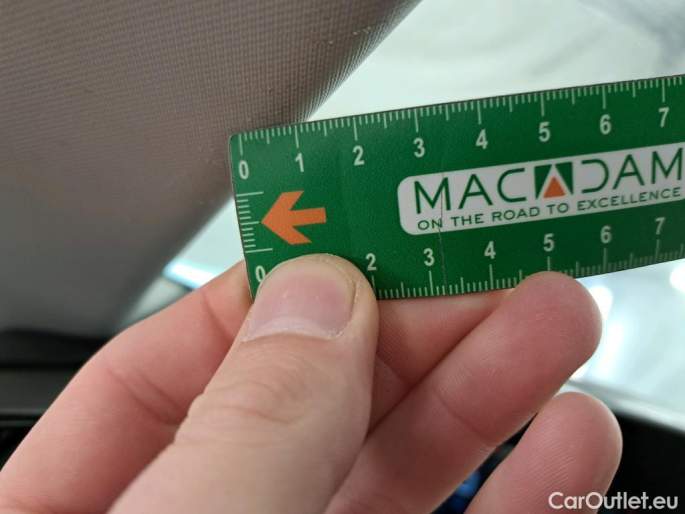 0 1 2 3 4 5 6 7
MACADAM
ON THE ROAD TO EXCELLENCE
0 2 3 4 5 6 7
CarOutlet.eu